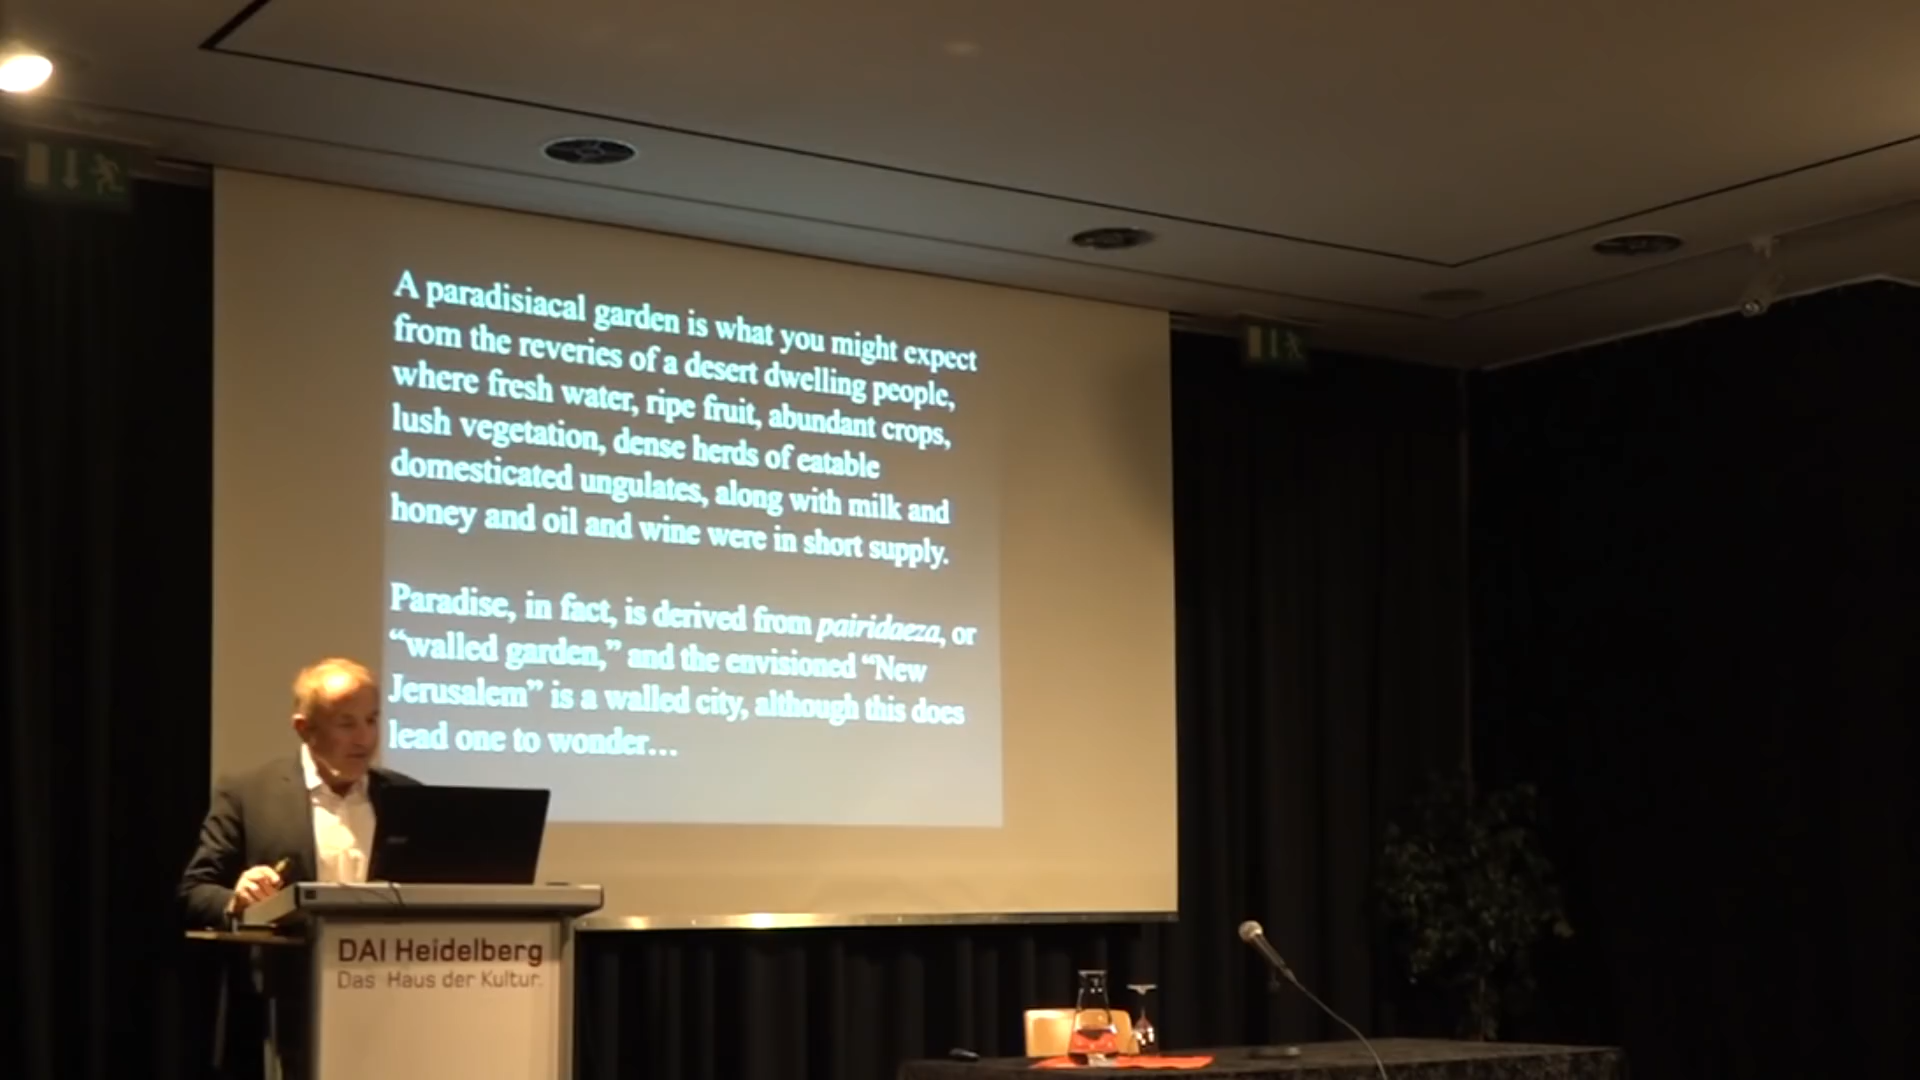 A paradisiacal garden is what you might expect
from the reveries of a desert dwelling people,
where fresh water, ripe fruit, abundant crops,
lush vegetation, dense herds of eatable
domesticated ungulates, along with milk and
honey and oil and wine were in short supply.
Paradise, in fact, is derived from pairidaeza, or
“walled garden,” and the envisioned “New
Jerusalem” is a walled city, although this does
lead one to wonder...
DAI Heidelberg
Das Haus der Kultur.